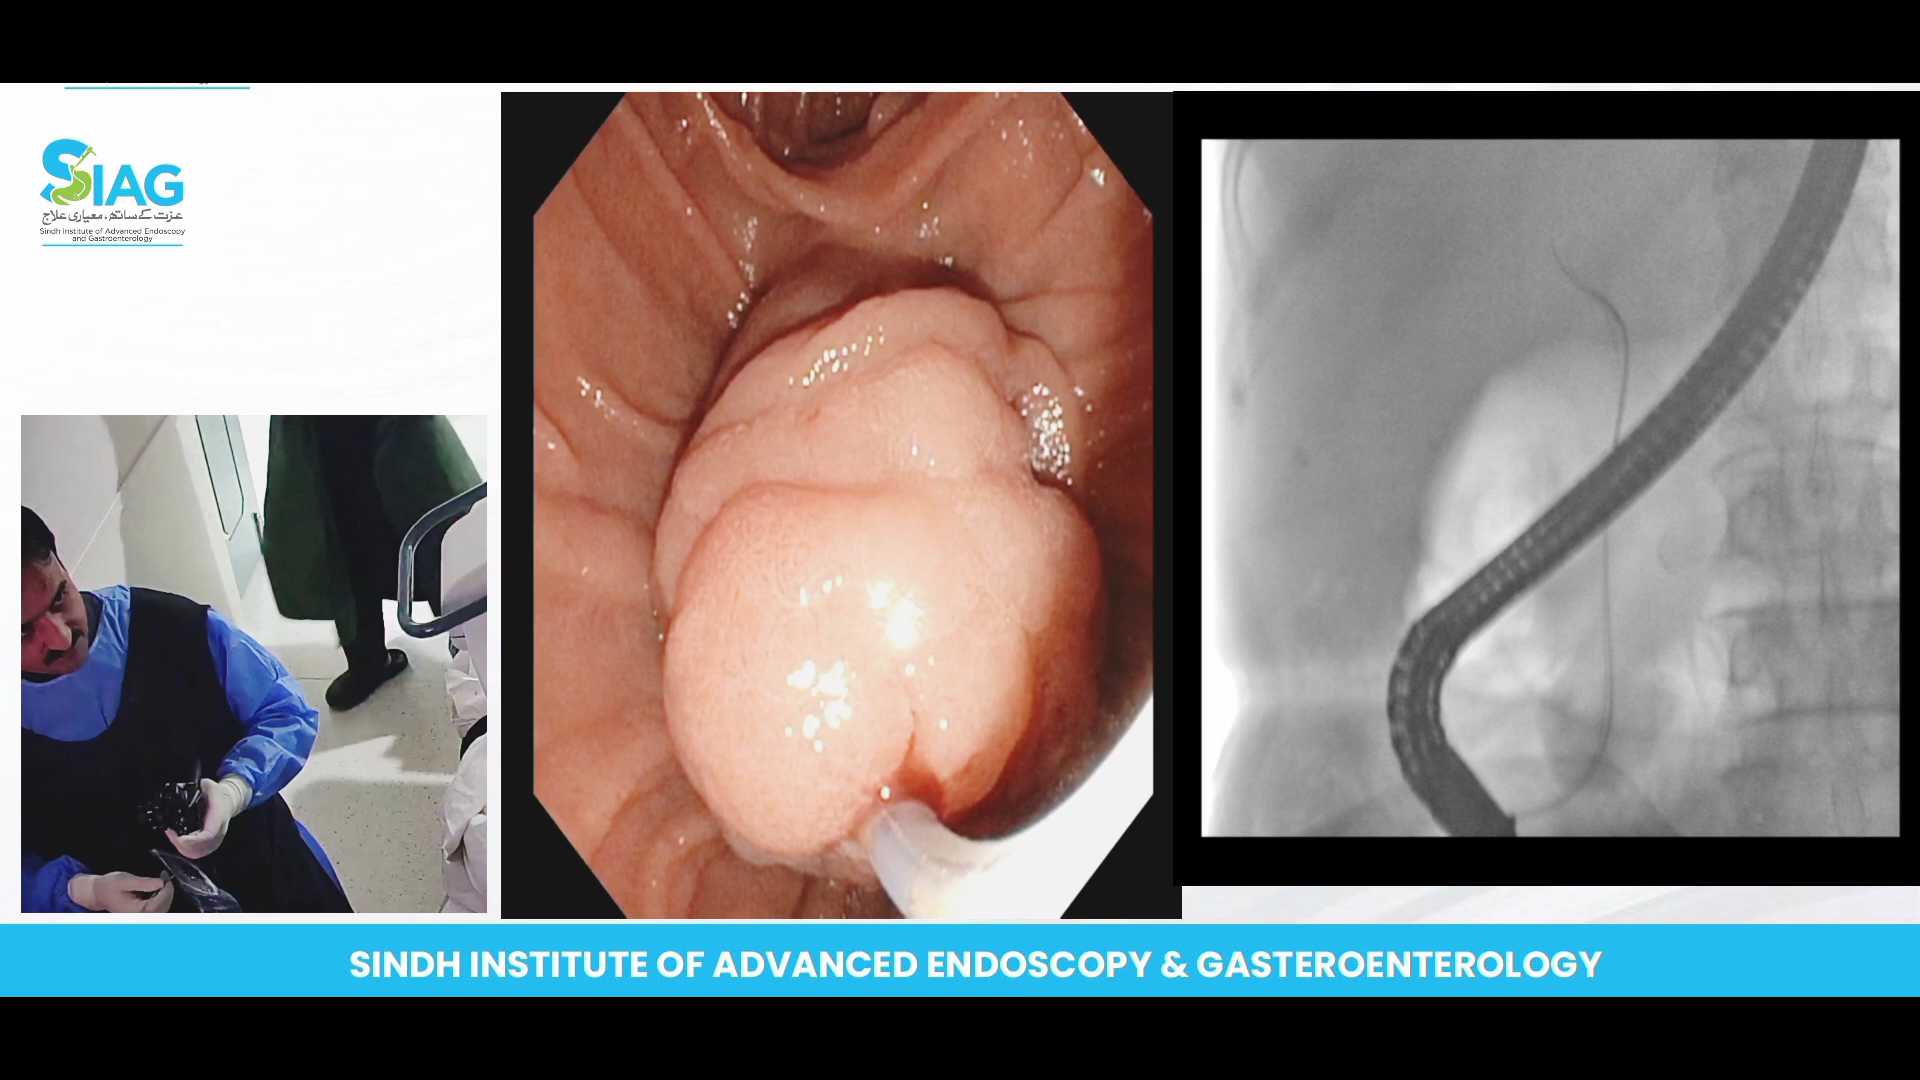 SIAG
عزت کے ساتھ، معیاری علاج
Sindh Institute of Advanced Endoscopy
and Gastroenterology
SINDH INSTITUTE OF ADVANCED ENDOSCOPY & GASTEROENTEROLOGY